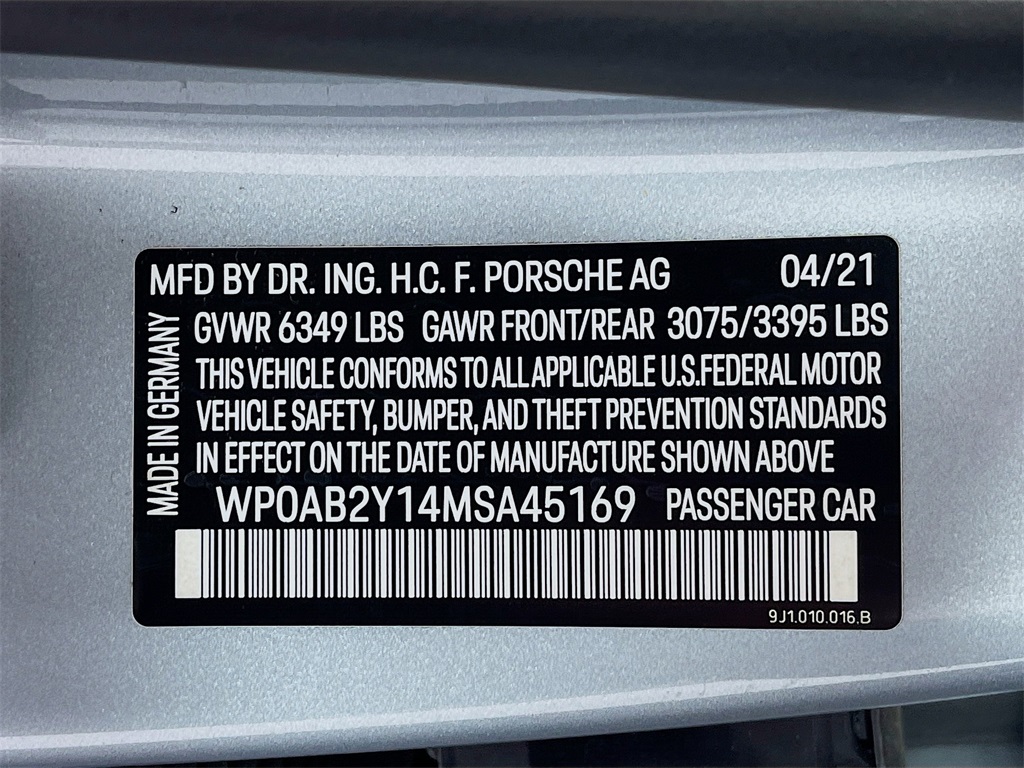 MFD BY DR. ING. H.C. F. PORSCHE AG 04/21
GVWR 6349 LBS GAWR FRONT/REAR 3075/3395 LBS
THIS VEHICLE CONFORMS TO ALL APPLICABLE U.S.FEDERAL MOTOR
VEHICLE SAFETY, BUMPER, AND THEFT PREVENTION STANDARDS
IN EFFECT ON THE DATE OF MANUFACTURE SHOWN ABOVE
MADE IN GERMANY
WP0AB2Y14MSA45169 PASSENGER CAR
9J1.010.016.B